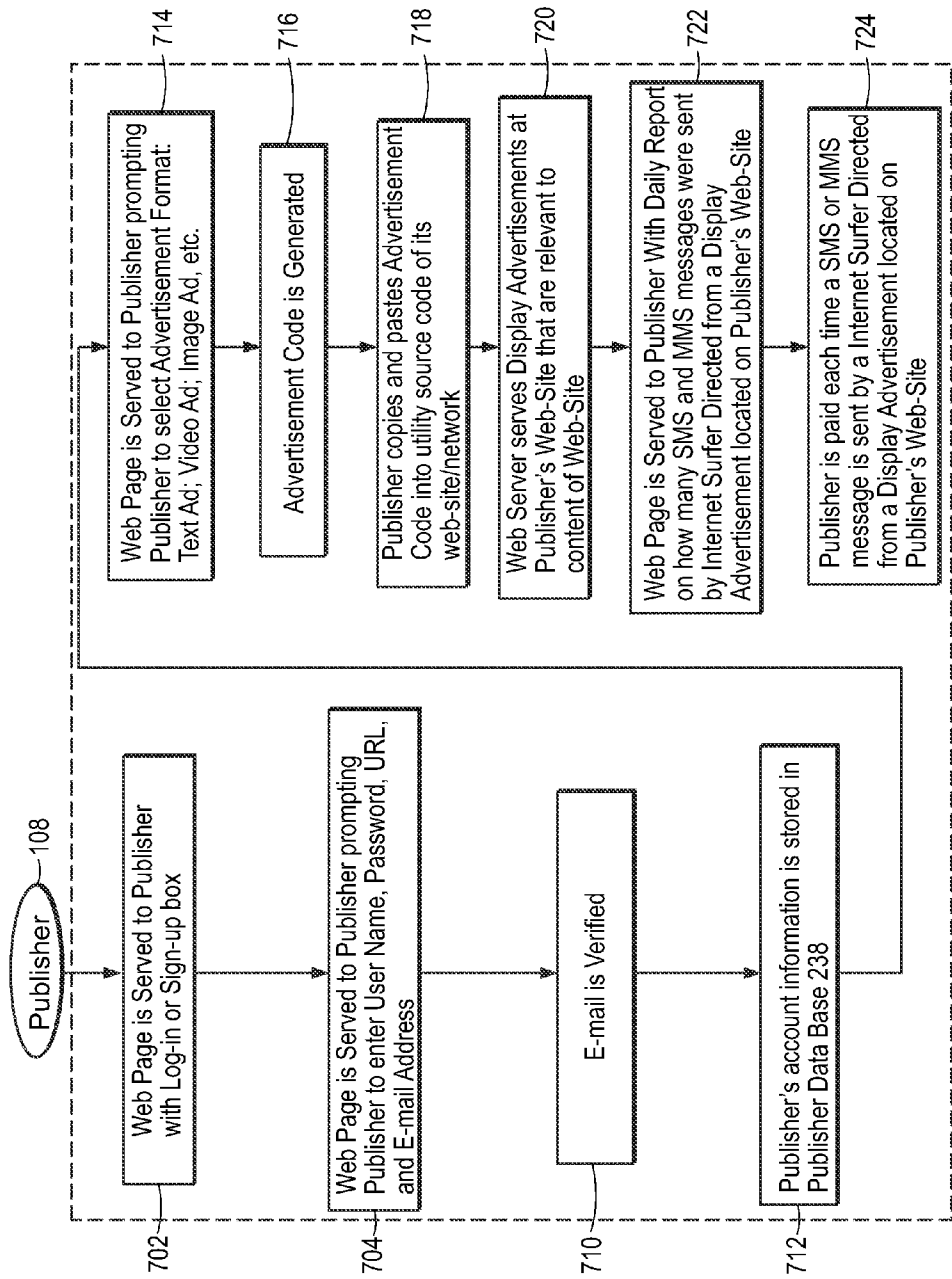 Publisher
108
Web Page is Served to Publisher
with Log-in or Sign-up box
702
Web Page is Served to Publisher prompting
Publisher to enter User Name, Password, URL,
and E-mail Address
704
E-mail is Verified
710
Publisher's account information is stored in
Publisher Data Base 238
712
Web Page is Served to Publisher prompting
Publisher to select Advertisement Format:
Text Ad; Video Ad; Image Ad, etc.
714
Advertisement Code is Generated
716
Publisher copies and pastes Advertisement
Code into utility source code of its
web-site/network
718
Web Server serves Display Advertisements at
Publisher's Web-Site that are relevant to
content of Web-Site
720
Web Page is Served to Publisher With Daily Report
on how many SMS and MMS messages were sent
by Internet Surfer Directed from a Display
Advertisement located on Publisher's Web-Site
722
Publisher is paid each time a SMS or MMS
message is sent by a Internet Surfer Directed
from a Display Advertisement located on
Publisher's Web-Site
724